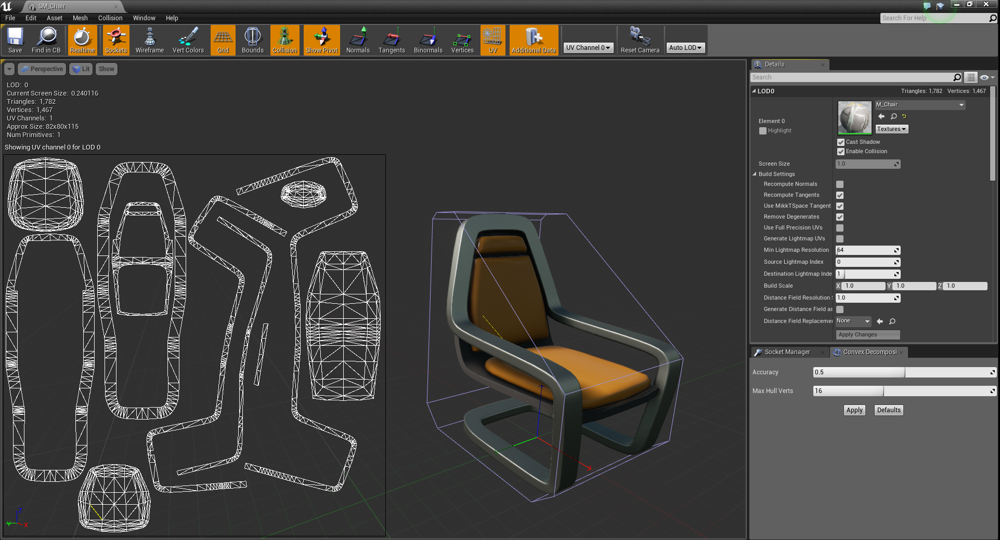 SM_Chair
File Edit Asset Mesh Collision Window Help
Search For Help
Save Find in CB Realtime Sockets Wireframe Vert Colors Grid Bounds Collision Show Pivot Normals Tangents Binormals Vertices UV Additional Data UV Channel 0 Reset Camera Auto LOD
Perspective Lit Show
LOD: 0
Current Screen Size: 0.240116
Triangles: 1,782
Vertices: 1,467
UV Channels: 1
Approx Size: 82x80x115
Num Primitives: 1
Showing UV channel 0 for LOD 0
Z
Y
X
Details
Search
LOD0 Triangles: 1,782 Vertices: 1,467
M_Chair
Element 0
Highlight
Textures
Cast Shadow
Enable Collision
Screen Size 1.0
Build Settings
Recompute Normals
Recompute Tangents
Use MikkTSpace Tangent
Remove Degenerates
Use Full Precision UVs
Generate Lightmap UVs
Min Lightmap Resolution 64
Source Lightmap Index 0
Destination Lightmap Inde 1
Build Scale X 1.0 Y 1.0 Z 1.0
Distance Field Resolution 1.0
Generate Distance Field as
Distance Field Replaceme None
Apply Changes
Socket Manager Convex Decomposi
Accuracy 0.5
Max Hull Verts 16
Apply Defaults